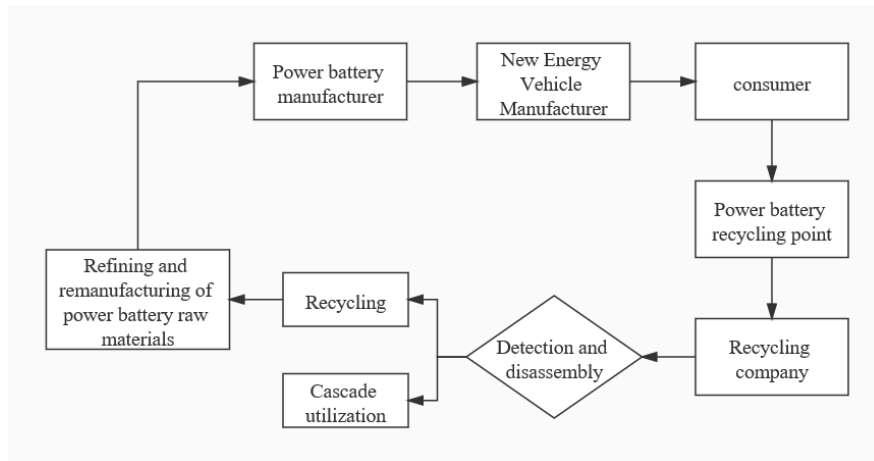 Power battery
manufacturer
New Energy
Vehicle
Manufacturer
consumer
Power battery
recycling point
Refining and
remanufacturing of
power battery raw
materials
Recycling
Detection and
disassembly
Recycling
company
Cascade
utilization